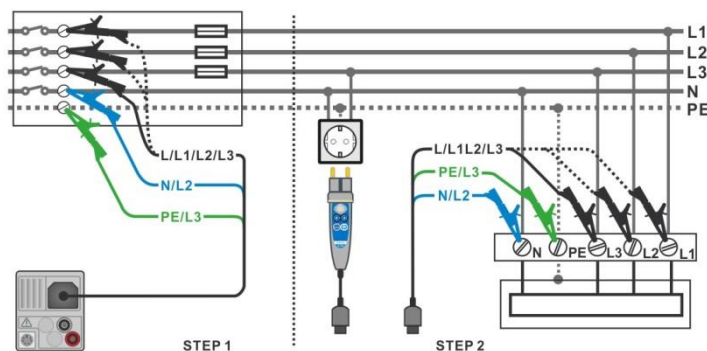 L1
L2
L3
N
PE
L/L1/L2/L3
N/L2
PE/L3
STEP 1
L/L1L2/L3
PE/L3
N/L2
N PE L3 L2 L1
STEP 2